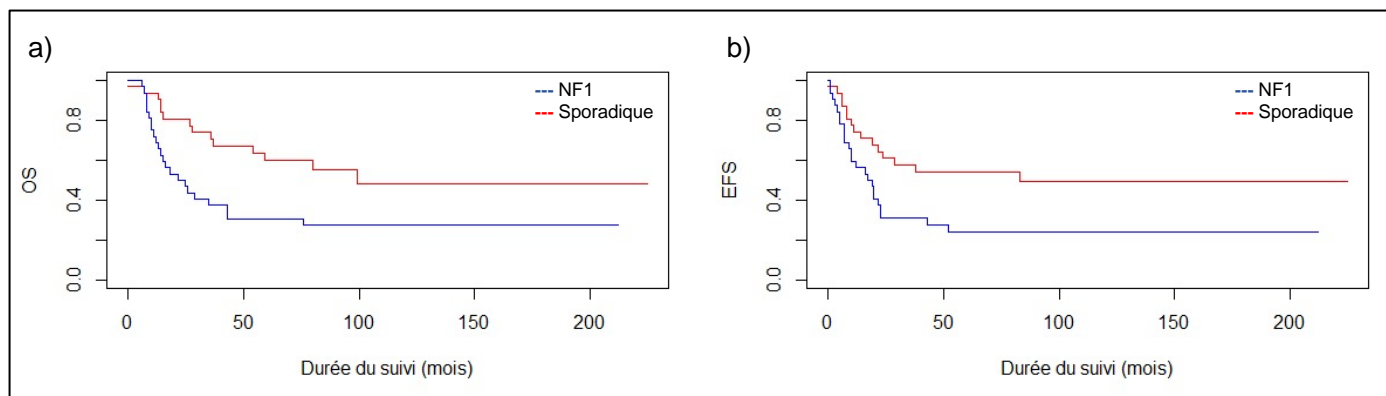 a)
NF1
Sporadique
OS
0.0 0.4 0.8
0 50 100 150 200
Durée du suivi (mois)
b)
NF1
Sporadique
EFS
0.0 0.4 0.8
0 50 100 150 200
Durée du suivi (mois)